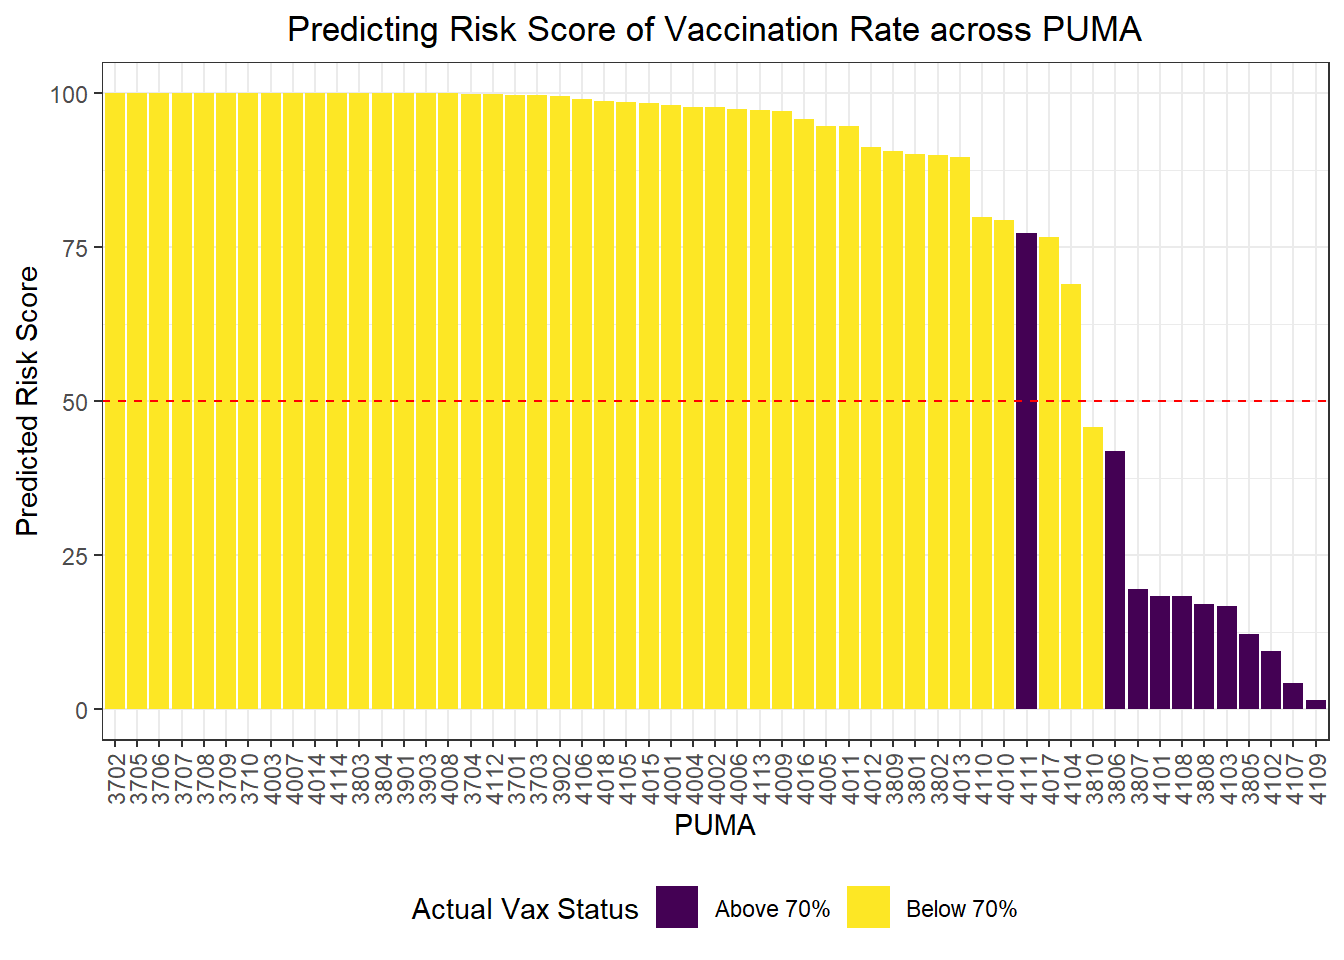 Predicting Risk Score of Vaccination Rate across PUMA
Predicted Risk Score
100
75
50
25
0
3702 3705 3706 3707 3708 3709 3710 4003 4007 4014 4114 3803 3804 3901 3903 4008 3704 4112 3701 3703 3902 4106 4018 4105 4015 4001 4004 4002 4006 4113 4009 4016 4005 4011 4012 3809 3801 3802 4013 4110 4010 4111 4017 4104 3810 3806 3807 4101 4108 3808 4103 3805 4102 4107 4109
PUMA
Actual Vax Status Above 70% Below 70%